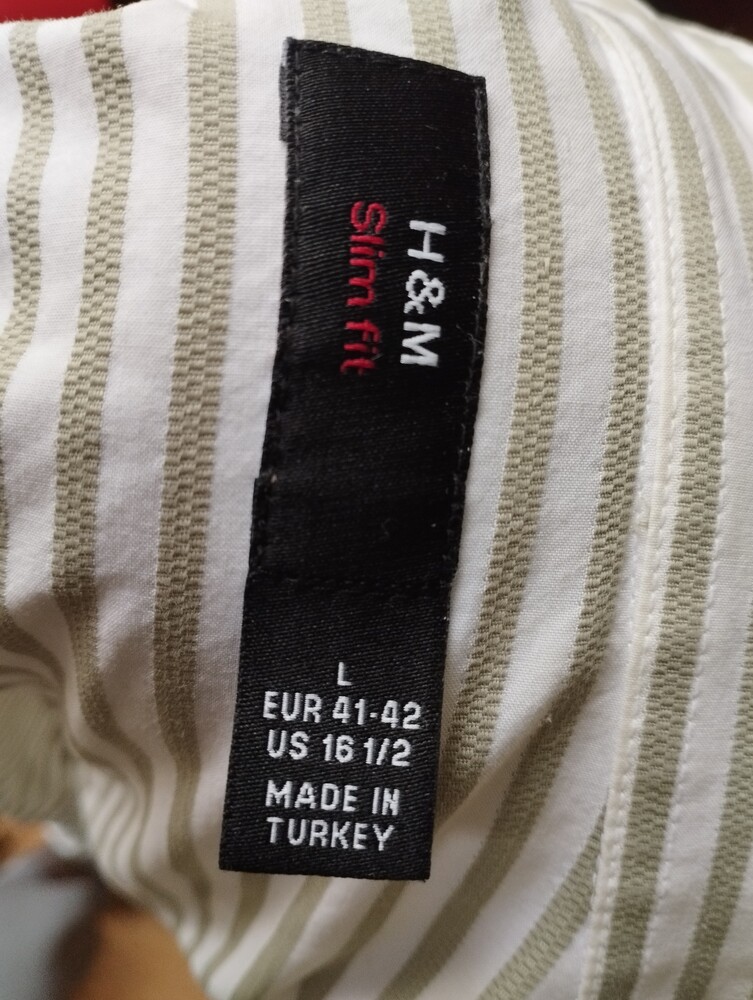 H&M
Slim fit
L
EUR 41-42
US 16 1/2
MADE IN
TURKEY